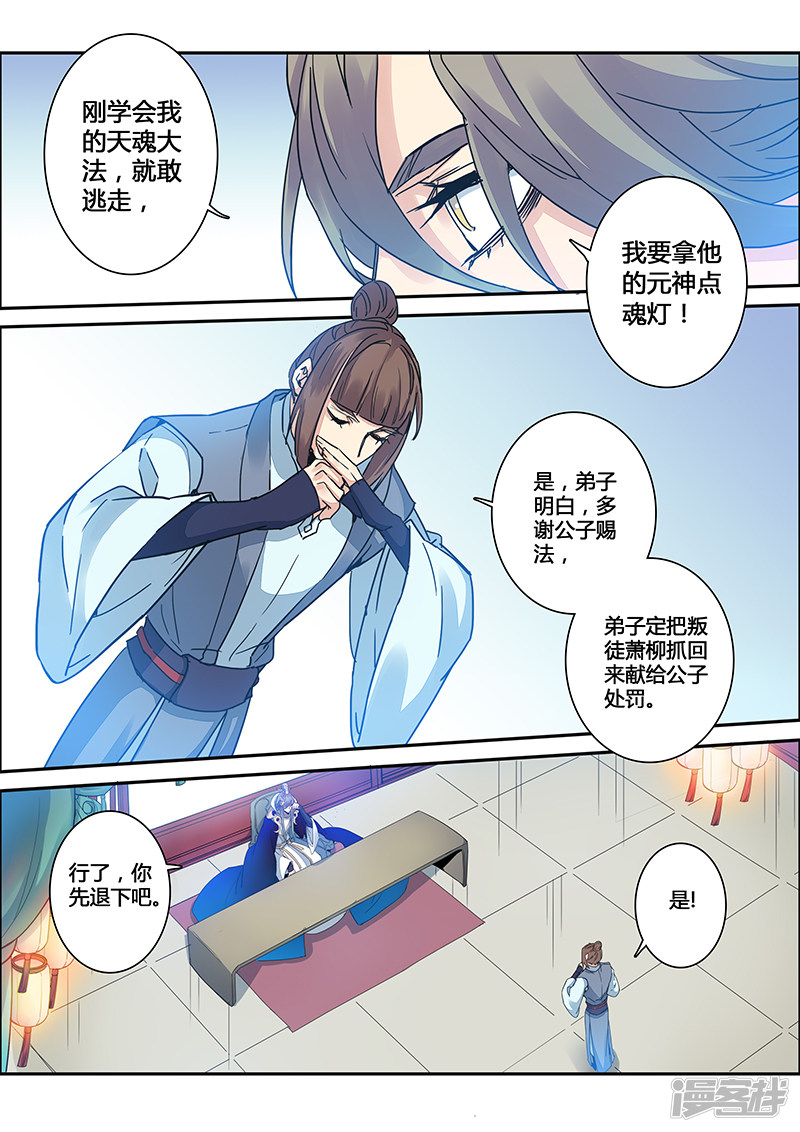 刚学会我
的天魂大
法，就敢
逃走，
我要拿他
的元神点
魂灯！
是，弟子
明白，多
谢公子赐
法，
弟子定把叛
徒萧柳抓回
来献给公子
处罚。
行了，你
先退下吧。
是!
漫客栈